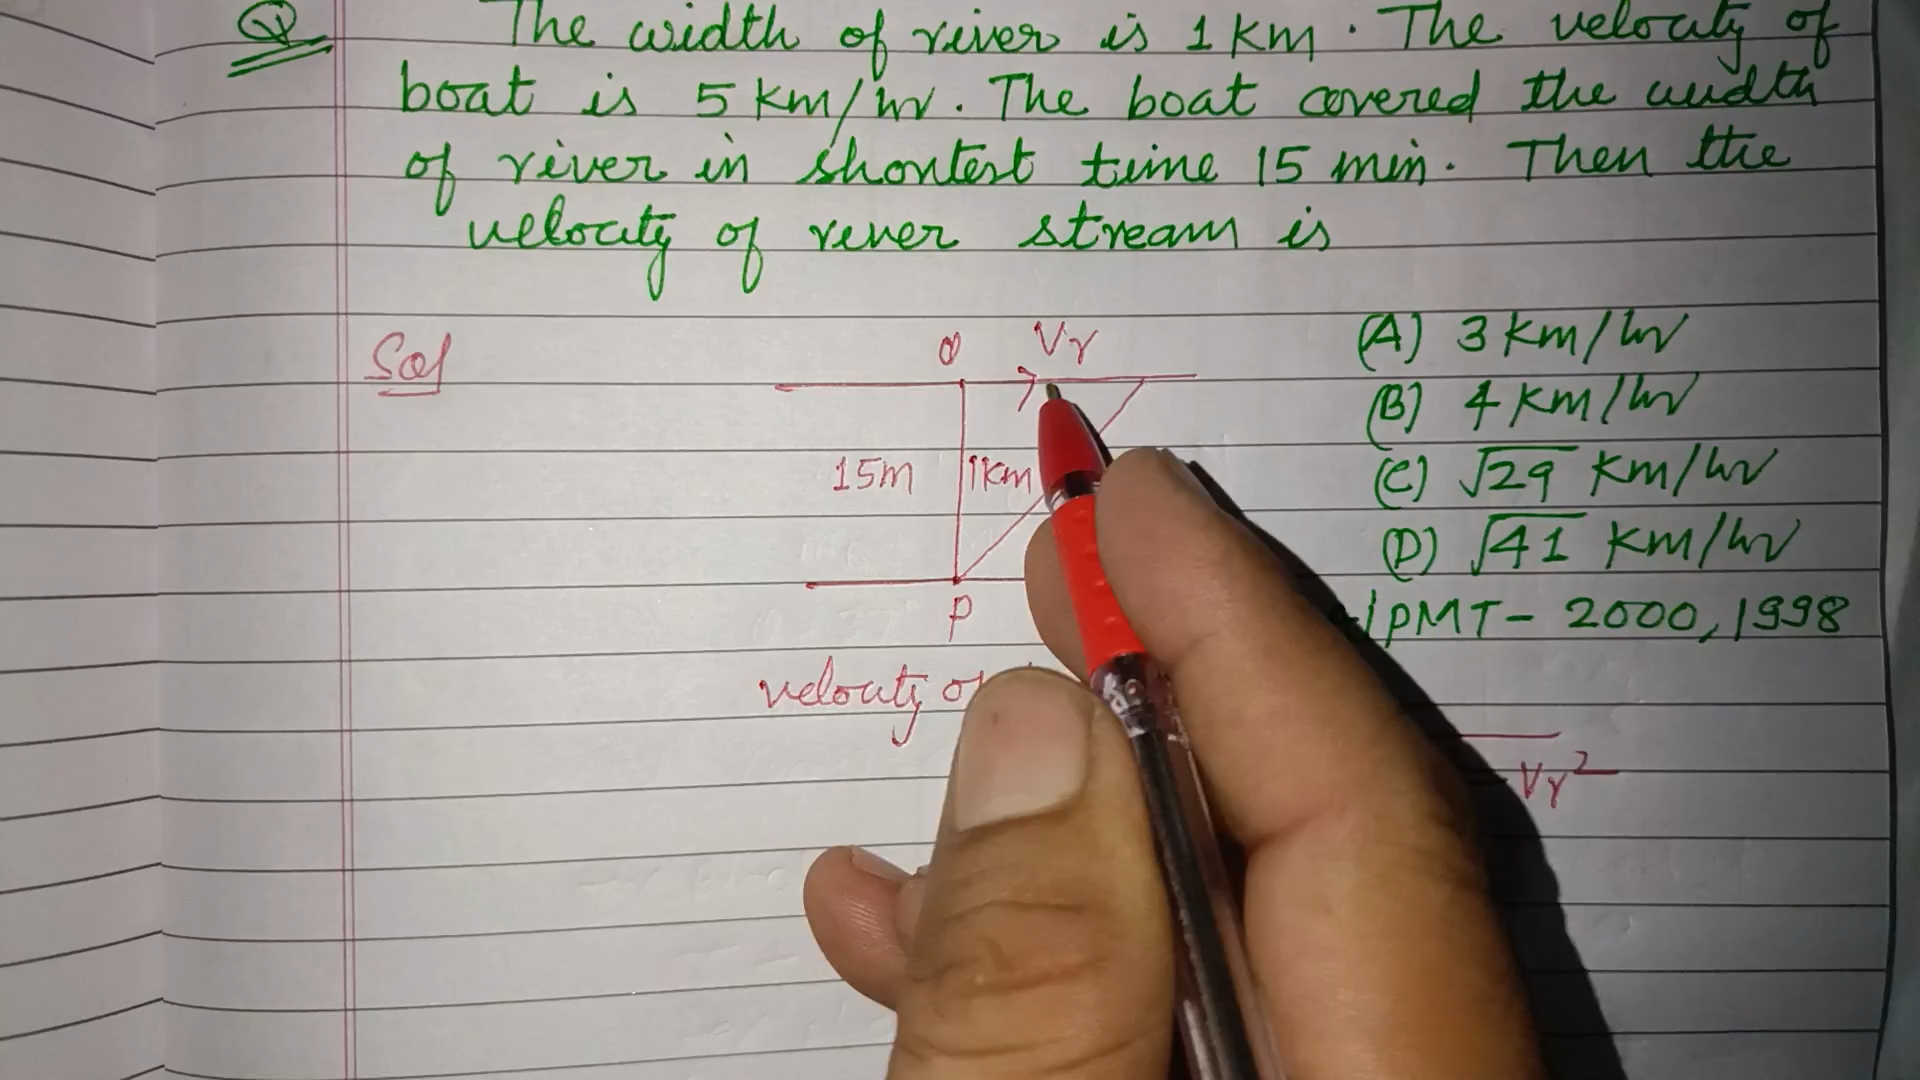 Q The width of river is 1 km. The velocity of
boat is 5 km/hr. The boat covered the width
of river in shortest time 15 min. Then the
velocity of river stream is
Sol
Q Vr
15m 1km
P
(A) 3 km/hr
(B) 4 km/hr
(C) √29 km/hr
(D) √41 km/hr
PMT - 2000, 1998
velocity of
Vr²